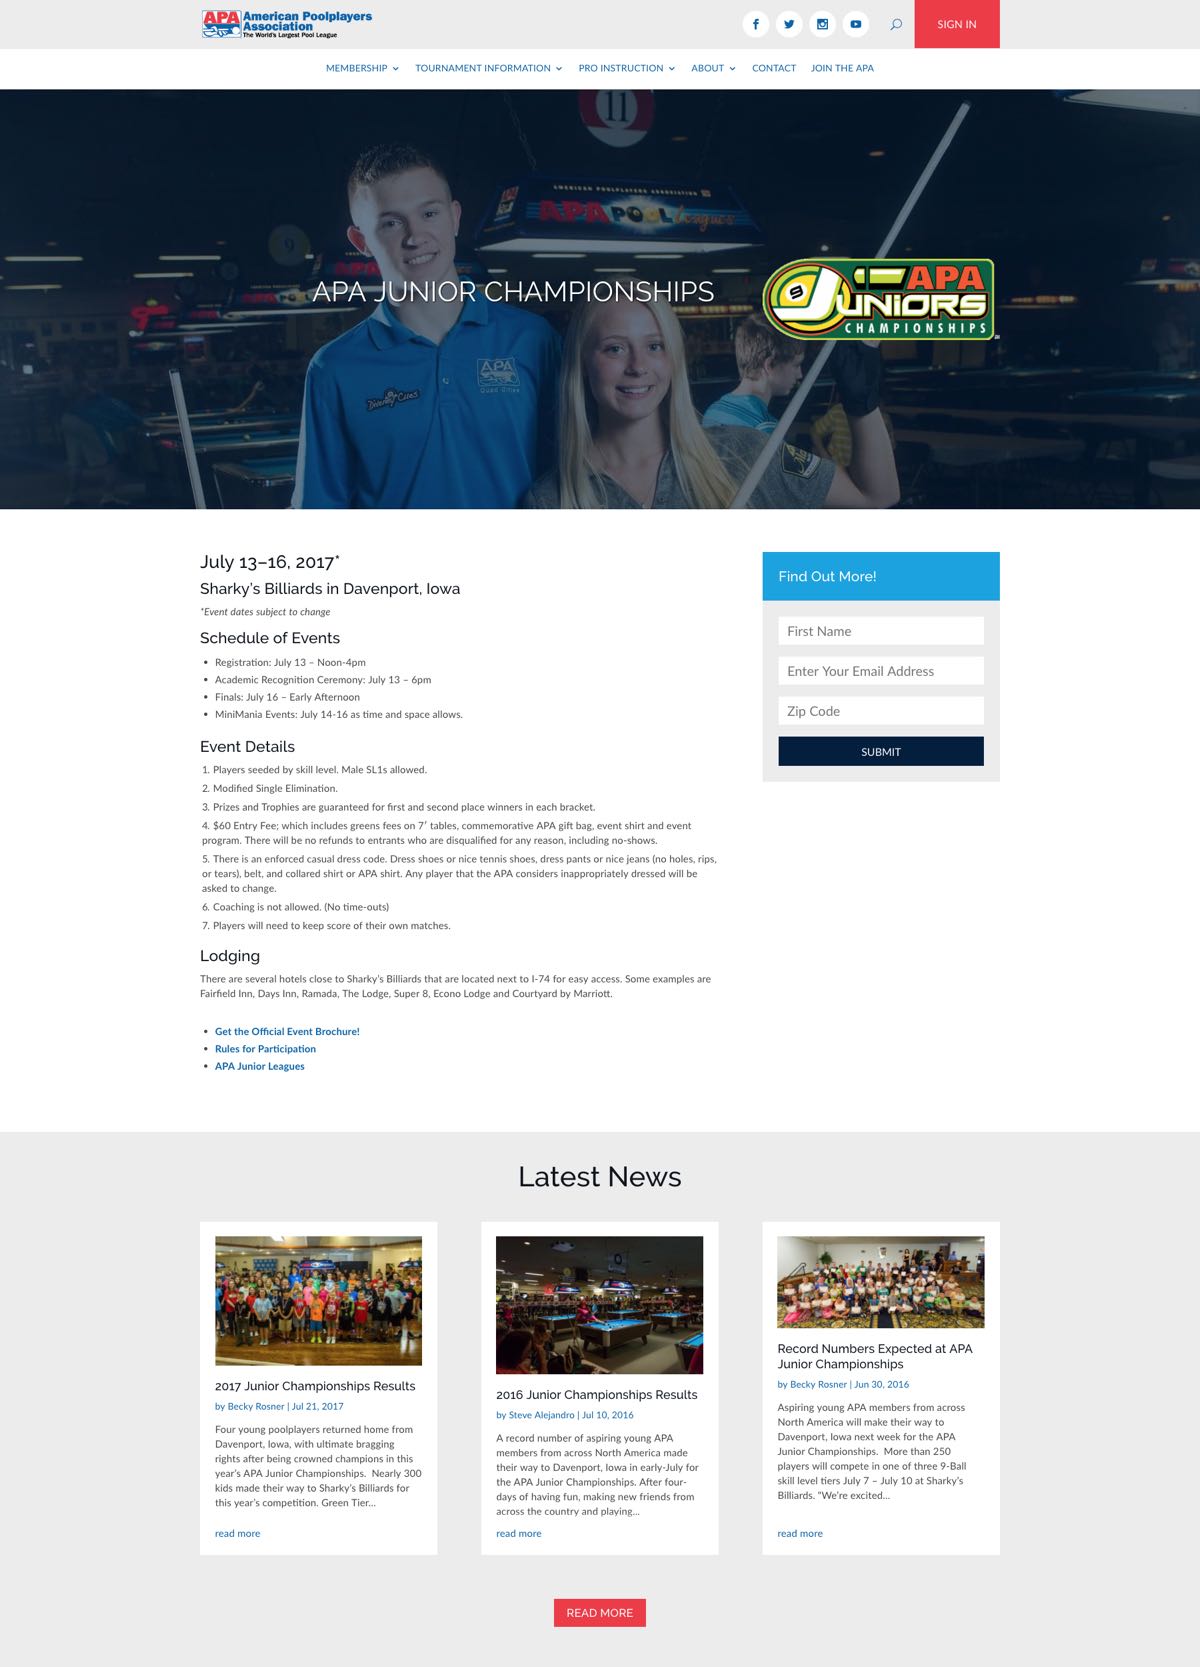 APA American Poolplayers
Association
The World's Largest Pool League
SIGN IN
MEMBERSHIP
TOURNAMENT INFORMATION
PRO INSTRUCTION
ABOUT
CONTACT
JOIN THE APA
11
AMERICAN POOLPLAYERS ASSOCIATION
APA POOL Leagues
9
APA JUNIOR CHAMPIONSHIPS
9 APA
JUNIORS
CHAMPIONSHIPS
APA
Quad Cities
July 13–16, 2017*
Sharky's Billiards in Davenport, Iowa
*Event dates subject to change
Schedule of Events
• Registration: July 13 – Noon-4pm
• Academic Recognition Ceremony: July 13 – 6pm
• Finals: July 16 – Early Afternoon
• MiniMania Events: July 14-16 as time and space allows.
Event Details
1. Players seeded by skill level. Male SL1s allowed.
2. Modified Single Elimination.
3. Prizes and Trophies are guaranteed for first and second place winners in each bracket.
4. $60 Entry Fee; which includes greens fees on 7′ tables, commemorative APA gift bag, event shirt and event
program. There will be no refunds to entrants who are disqualified for any reason, including no-shows.
5. There is an enforced casual dress code. Dress shoes or nice tennis shoes, dress pants or nice jeans (no holes, rips,
or tears), belt, and collared shirt or APA shirt. Any player that the APA considers inappropriately dressed will be
asked to change.
6. Coaching is not allowed. (No time-outs)
7. Players will need to keep score of their own matches.
Lodging
There are several hotels close to Sharky's Billiards that are located next to I-74 for easy access. Some examples are
Fairfield Inn, Days Inn, Ramada, The Lodge, Super 8, Econo Lodge and Courtyard by Marriott.
• Get the Official Event Brochure!
• Rules for Participation
• APA Junior Leagues
Find Out More!
First Name
Enter Your Email Address
Zip Code
SUBMIT
Latest News
2017 Junior Championships Results
by Becky Rosner | Jul 21, 2017
Four young poolplayers returned home from
Davenport, Iowa, with ultimate bragging
rights after being crowned champions in this
year's APA Junior Championships.  Nearly 300
kids made their way to Sharky's Billiards for
this year's competition. Green Tier...
read more
2016 Junior Championships Results
by Steve Alejandro | Jul 10, 2016
A record number of aspiring young APA
members from across North America made
their way to Davenport, Iowa in early-July for
the APA Junior Championships. After four-
days of having fun, making new friends from
across the country and playing...
read more
Record Numbers Expected at APA
Junior Championships
by Becky Rosner | Jun 30, 2016
Aspiring young APA members from across
North America will make their way to
Davenport, Iowa next week for the APA
Junior Championships.  More than 250
players will compete in one of three 9-Ball
skill level tiers July 7 – July 10 at Sharky's
Billiards. "We're excited...
read more
READ MORE